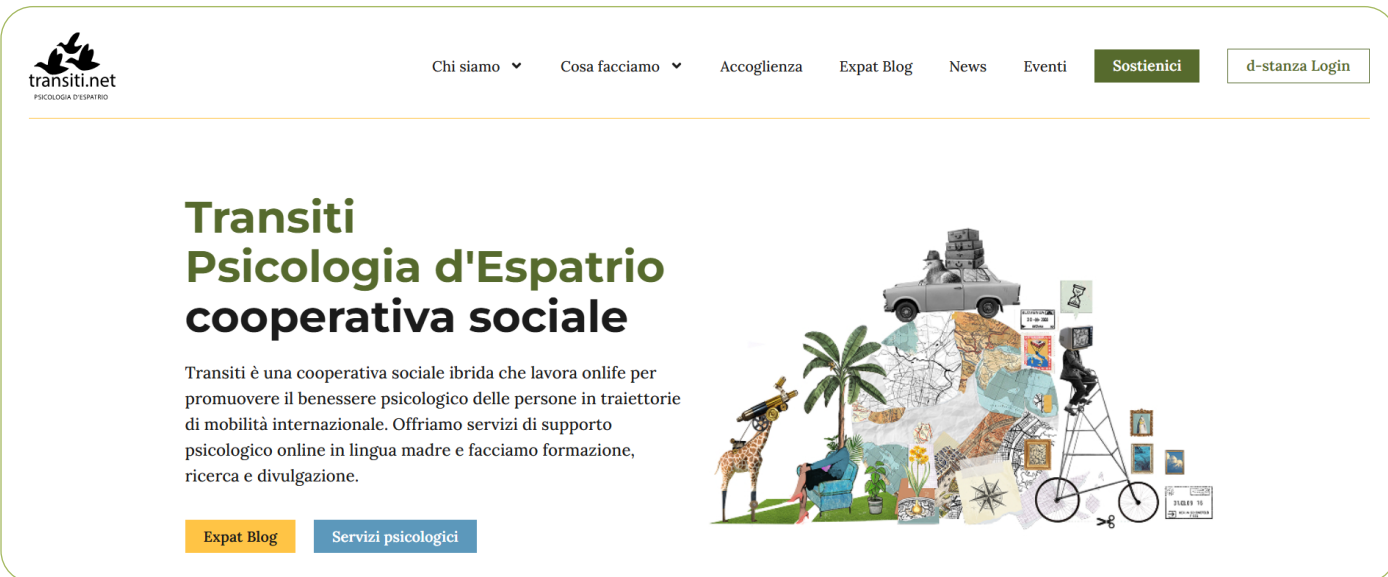 transiti.net
PSICOLOGIA D'ESPATRIO
Chi siamo
Cosa facciamo
Accoglienza
Expat Blog
News
Eventi
Sostienici
d-stanza Login
Transiti
Psicologia d'Espatrio
cooperativa sociale
Transiti è una cooperativa sociale ibrida che lavora onlife per
promuovere il benessere psicologico delle persone in traiettorie
di mobilità internazionale. Offriamo servizi di supporto
psicologico online in lingua madre e facciamo formazione,
ricerca e divulgazione.
Expat Blog
Servizi psicologici